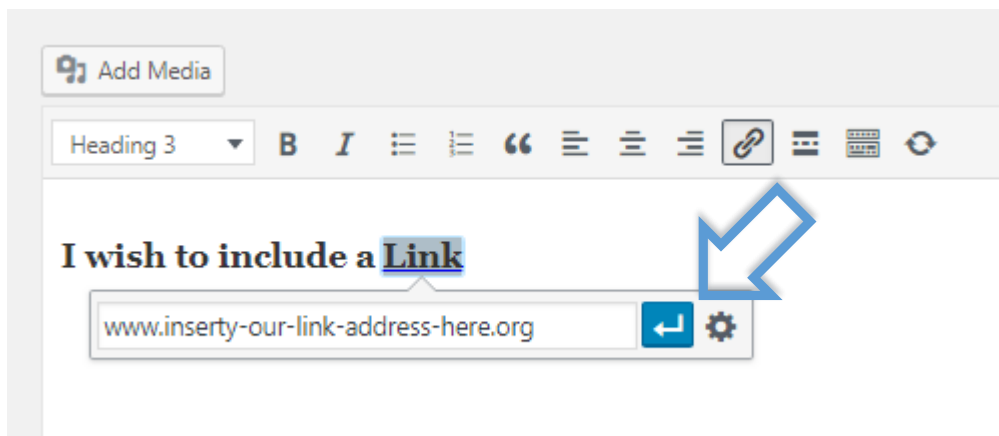 Add Media
Heading 3 B I
I wish to include a Link
www.inserty-our-link-address-here.org